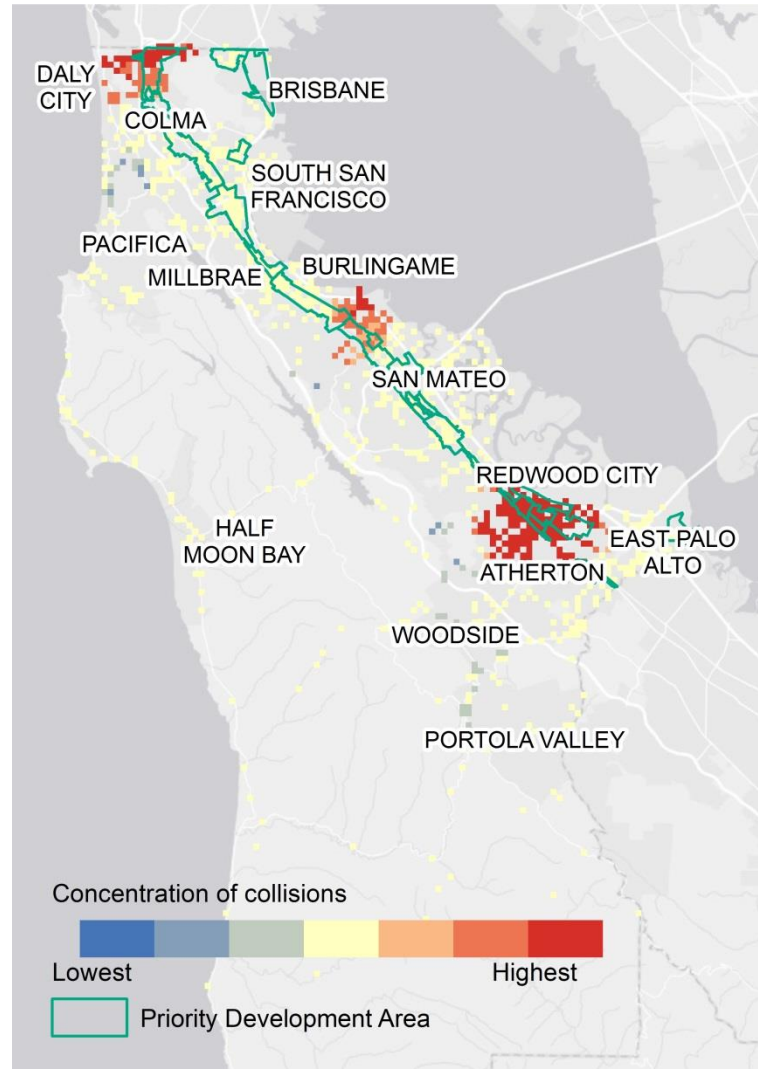 DALY
CITY
BRISBANE
COLMA
SOUTH SAN
FRANCISCO
PACIFICA
MILLBRAE
BURLINGAME
SAN MATEO
REDWOOD CITY
HALF
MOON BAY
EAST PALO
ALTO
ATHERTON
WOODSIDE
PORTOLA VALLEY
Concentration of collisions
Lowest
Highest
Priority Development Area